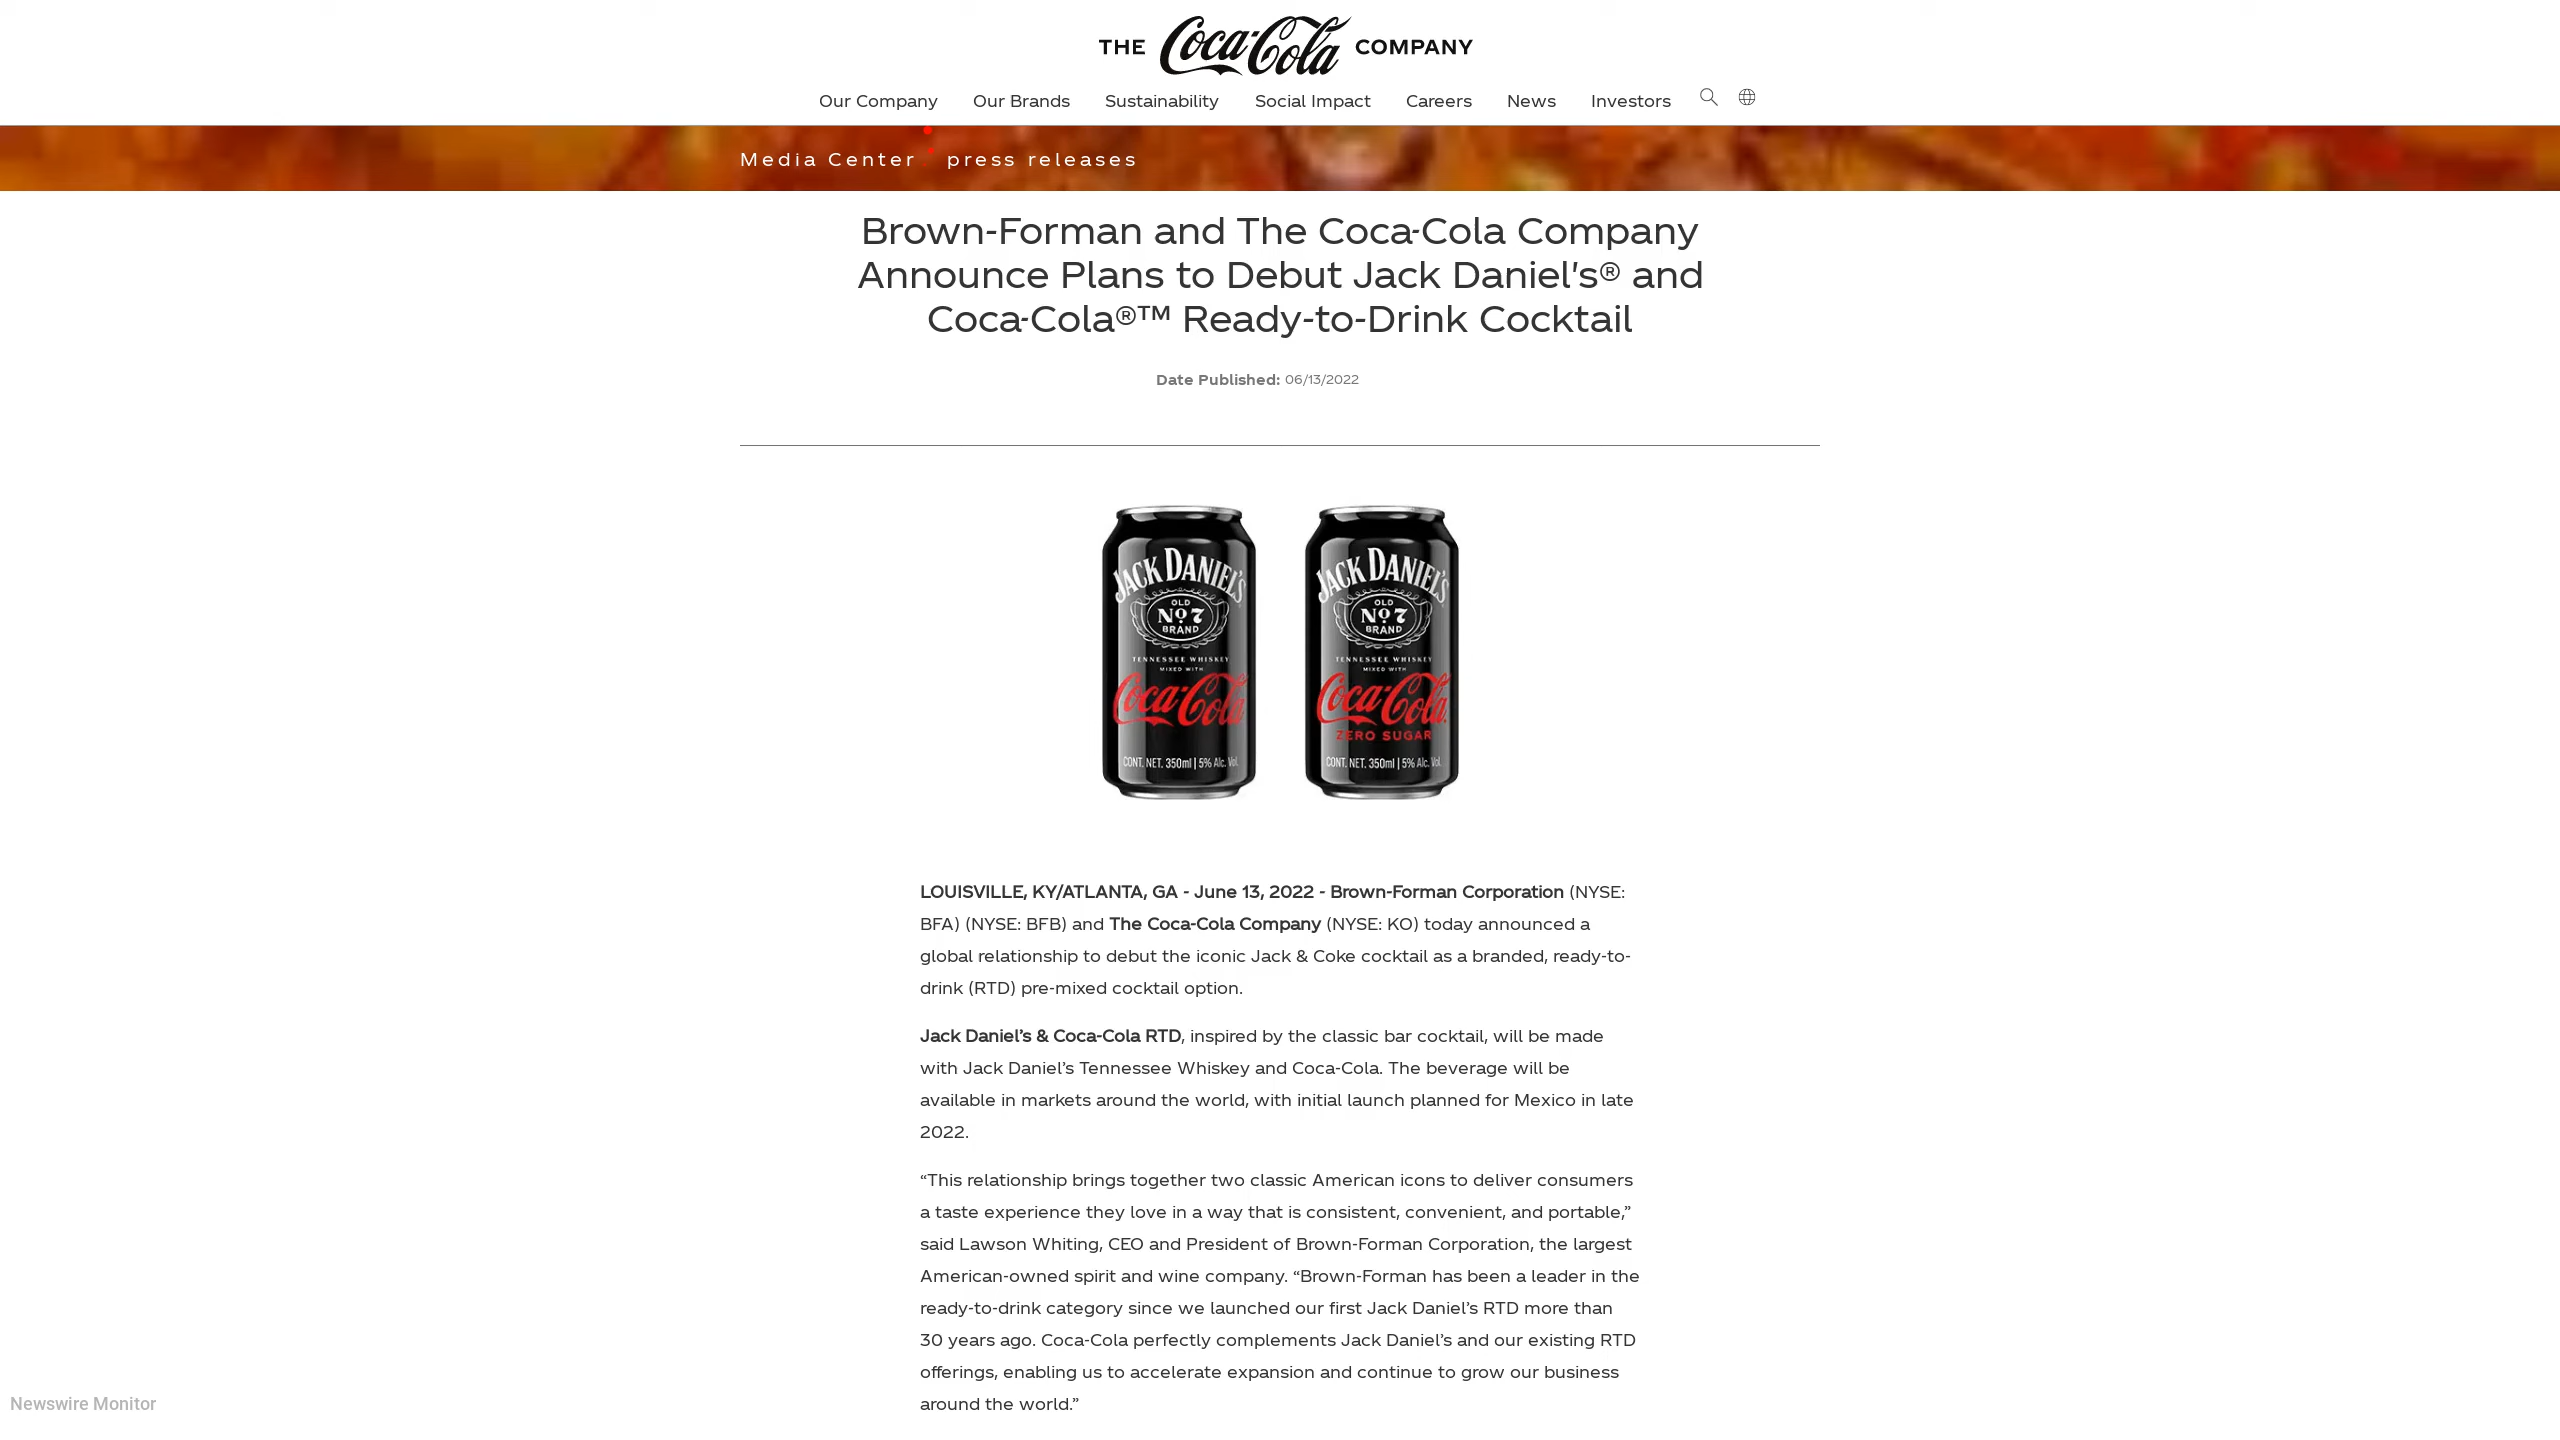 THE Coca-Cola COMPANY
Our Company Our Brands Sustainability Social Impact Careers News Investors
Media Center press releases
Brown-Forman and The Coca-Cola Company
Announce Plans to Debut Jack Daniel's® and
Coca-Cola®™ Ready-to-Drink Cocktail
Date Published: 06/13/2022
JACK DANIEL'S
OLD
No. 7
BRAND
TENNESSEE WHISKEY
MIXED WITH
Coca-Cola
CONT. NET. 350ml | 5% Alc. Vol.
JACK DANIEL'S
OLD
No. 7
BRAND
TENNESSEE WHISKEY
MIXED WITH
Coca-Cola
ZERO SUGAR
CONT. NET. 350ml | 5% Alc. Vol.
LOUISVILLE, KY/ATLANTA, GA - June 13, 2022 - Brown-Forman Corporation (NYSE:
BFA) (NYSE: BFB) and The Coca-Cola Company (NYSE: KO) today announced a
global relationship to debut the iconic Jack & Coke cocktail as a branded, ready-to-
drink (RTD) pre-mixed cocktail option.
Jack Daniel’s & Coca-Cola RTD, inspired by the classic bar cocktail, will be made
with Jack Daniel’s Tennessee Whiskey and Coca-Cola. The beverage will be
available in markets around the world, with initial launch planned for Mexico in late
2022.
“This relationship brings together two classic American icons to deliver consumers
a taste experience they love in a way that is consistent, convenient, and portable,”
said Lawson Whiting, CEO and President of Brown-Forman Corporation, the largest
American-owned spirit and wine company. “Brown-Forman has been a leader in the
ready-to-drink category since we launched our first Jack Daniel’s RTD more than
30 years ago. Coca-Cola perfectly complements Jack Daniel’s and our existing RTD
offerings, enabling us to accelerate expansion and continue to grow our business
around the world.”
Newswire Monitor